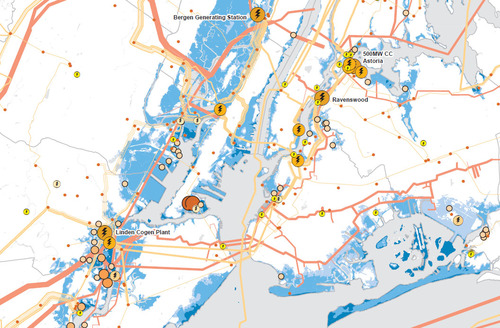 Bergen Generating Station
500MW CC
Astoria
Ravenswood
Linden Cogen Plant